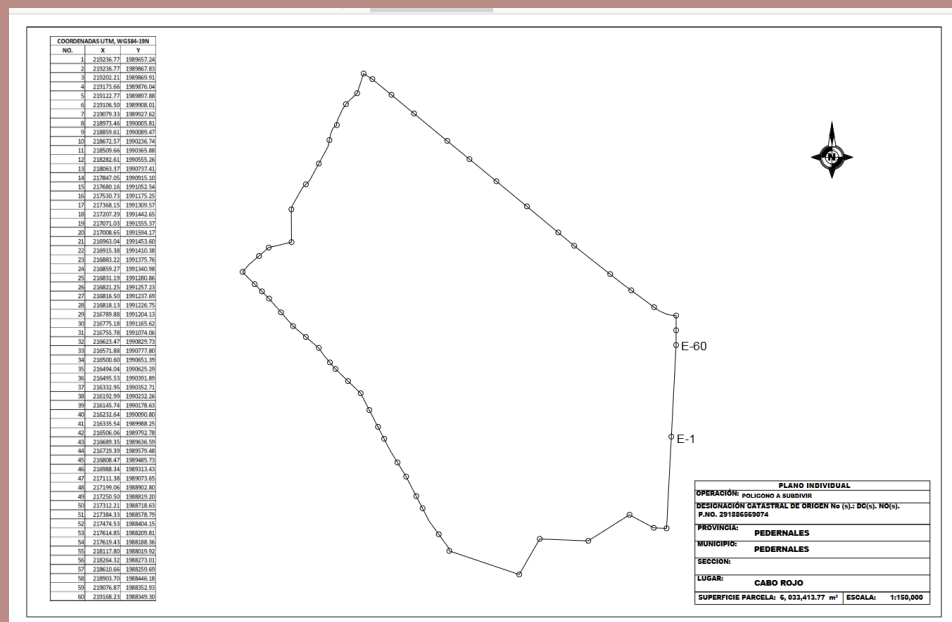 COORDENADAS UTM, WGS84-19N
NO. X Y
1 219236.77 1989657.24
2 219236.77 1989867.83
3 219202.21 1989869.91
4 219173.66 1989876.04
5 219122.77 1989897.88
6 219106.50 1989908.01
7 219079.33 1989927.62
8 218973.46 1990005.81
9 218859.61 1990089.47
10 218672.57 1990236.74
11 218509.66 1990365.88
12 218282.61 1990555.26
13 218063.37 1990737.41
14 217847.05 1990915.10
15 217680.16 1991052.54
16 217530.73 1991175.25
17 217368.15 1991309.57
18 217207.29 1991442.65
19 217071.03 1991555.37
20 217008.65 1991594.17
21 216963.04 1991453.60
22 216915.38 1991410.38
23 216883.22 1991375.76
24 216859.27 1991340.98
25 216831.19 1991280.86
26 216821.25 1991257.23
27 216816.50 1991237.69
28 216818.13 1991226.75
29 216789.88 1991204.13
30 216775.18 1991165.62
31 216755.78 1991074.06
32 216623.47 1990829.73
33 216571.88 1990777.80
34 216500.60 1990651.39
35 216494.04 1990625.29
36 216495.53 1990391.89
37 216332.95 1990352.71
38 216192.99 1990232.26
39 216145.74 1990178.63
40 216232.64 1990090.80
41 216335.54 1989988.25
42 216506.06 1989792.78
43 216689.35 1989636.59
44 216729.39 1989579.48
45 216808.47 1989485.73
46 216988.34 1989313.43
47 217111.38 1989073.65
48 217199.06 1988902.80
49 217250.50 1988819.20
50 217312.21 1988718.63
51 217384.33 1988578.79
52 217474.53 1988404.15
53 217614.85 1988209.81
54 217619.43 1988188.36
55 218117.80 1988019.92
56 218264.32 1988273.01
57 218610.66 1988259.69
58 218903.70 1988446.18
59 219076.87 1988352.93
60 219168.23 1988349.30
N
E-60
E-1
PLANO INDIVIDUAL
OPERACIÓN: POLIGONO A SUBDIVIR
DESIGNACIÓN CATASTRAL DE ORIGEN No (s).: DC(s). NO(s).
P.NO. 291886569074
PROVINCIA: PEDERNALES
MUNICIPIO: PEDERNALES
SECCION:
LUGAR: CABO ROJO
SUPERFICIE PARCELA: 6, 033,413.77 m² ESCALA: 1:150,000